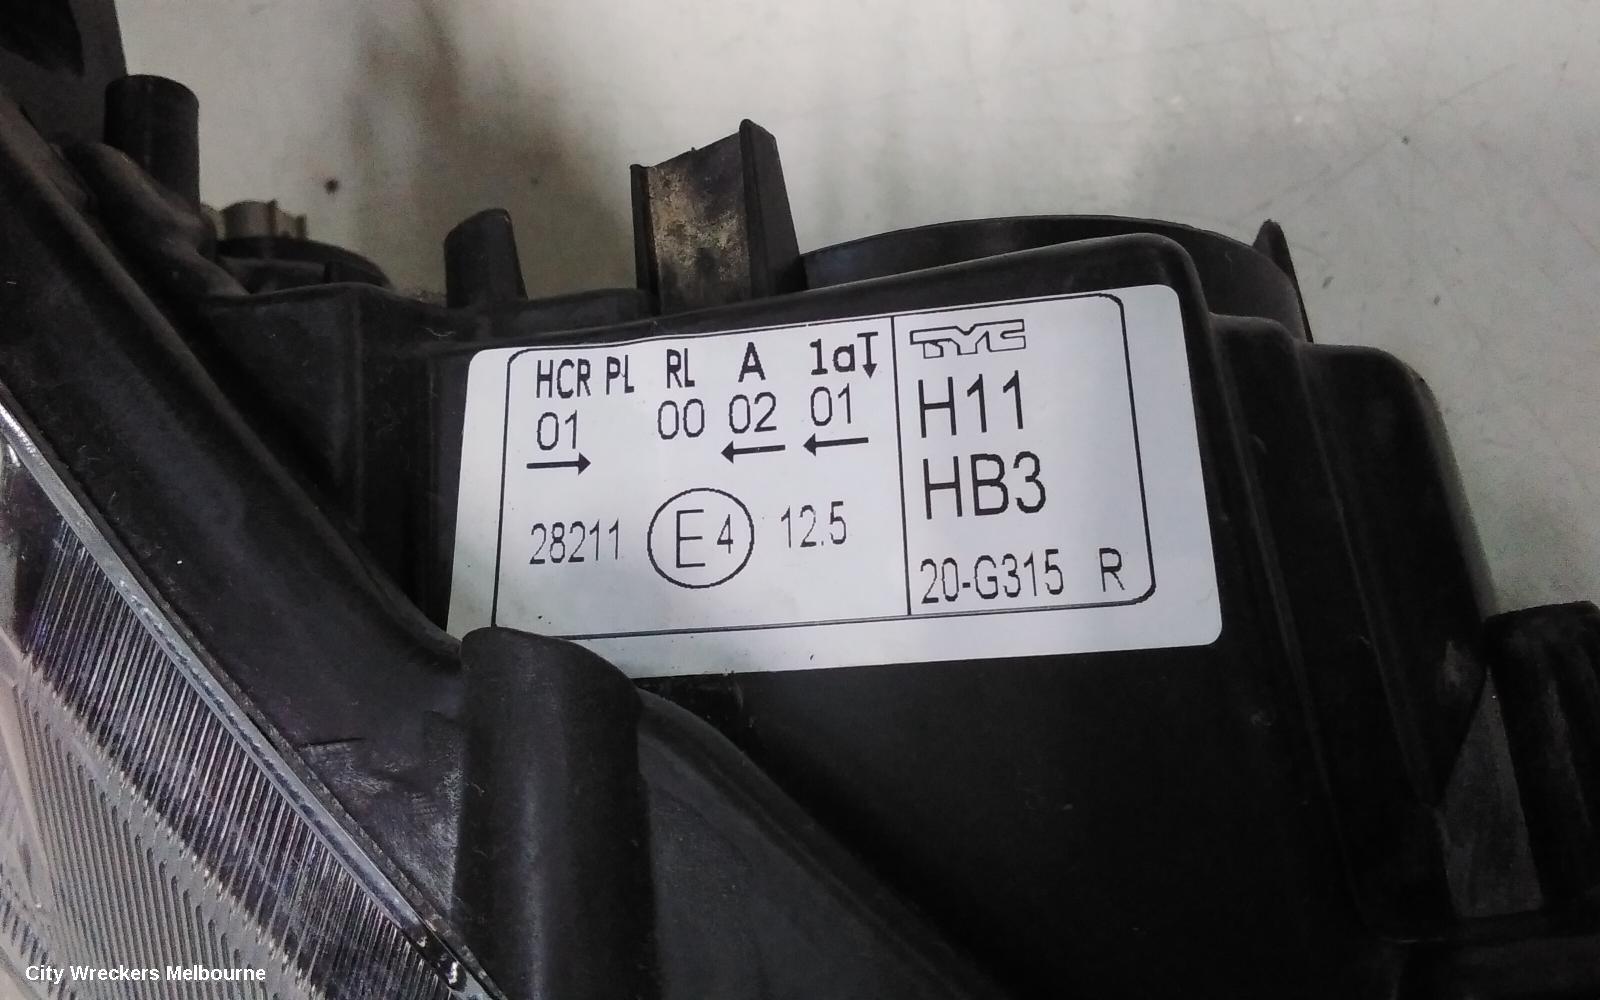 HCR PL RL A 1a
01 00 02 01
28211 E4 12.5
TYC
H11
HB3
20-G315 R
City Wreckers Melbourne